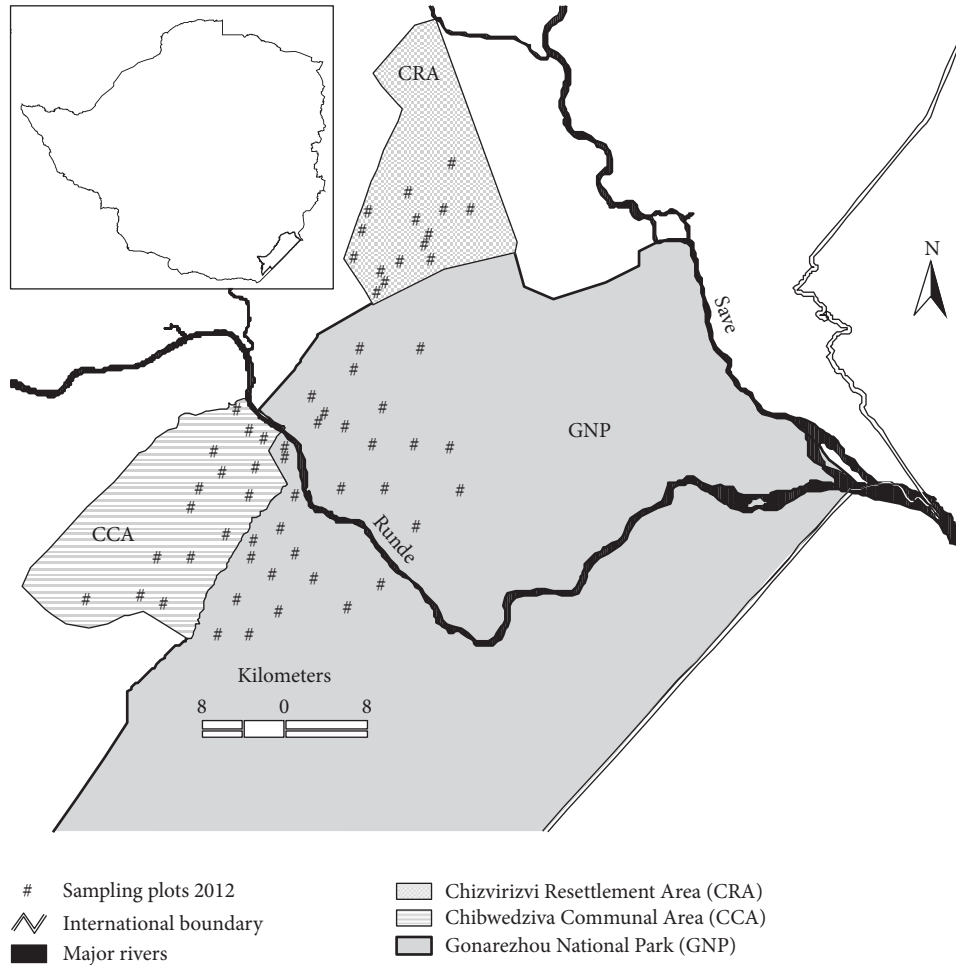 CRA
N
Save
GNP
CCA
Runde
Kilometers
8 0 8
# Sampling plots 2012
International boundary
Major rivers
Chizvirizvi Resettlement Area (CRA)
Chibwedziva Communal Area (CCA)
Gonarezhou National Park (GNP)